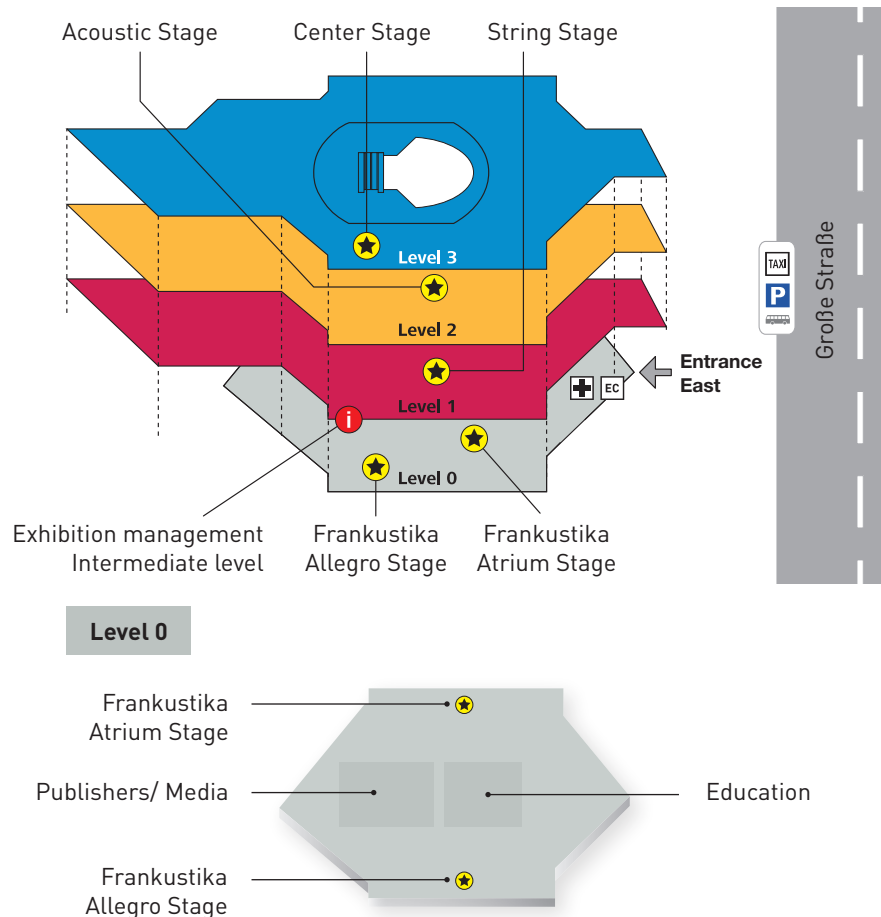 Acoustic Stage
Center Stage
String Stage
Level 3
Level 2
Level 1
Level 0
TAXI
P
Große Straße
Entrance
East
EC
i
Exhibition management
Intermediate level
Frankustika
Allegro Stage
Frankustika
Atrium Stage
Level 0
Frankustika
Atrium Stage
Publishers/ Media
Education
Frankustika
Allegro Stage